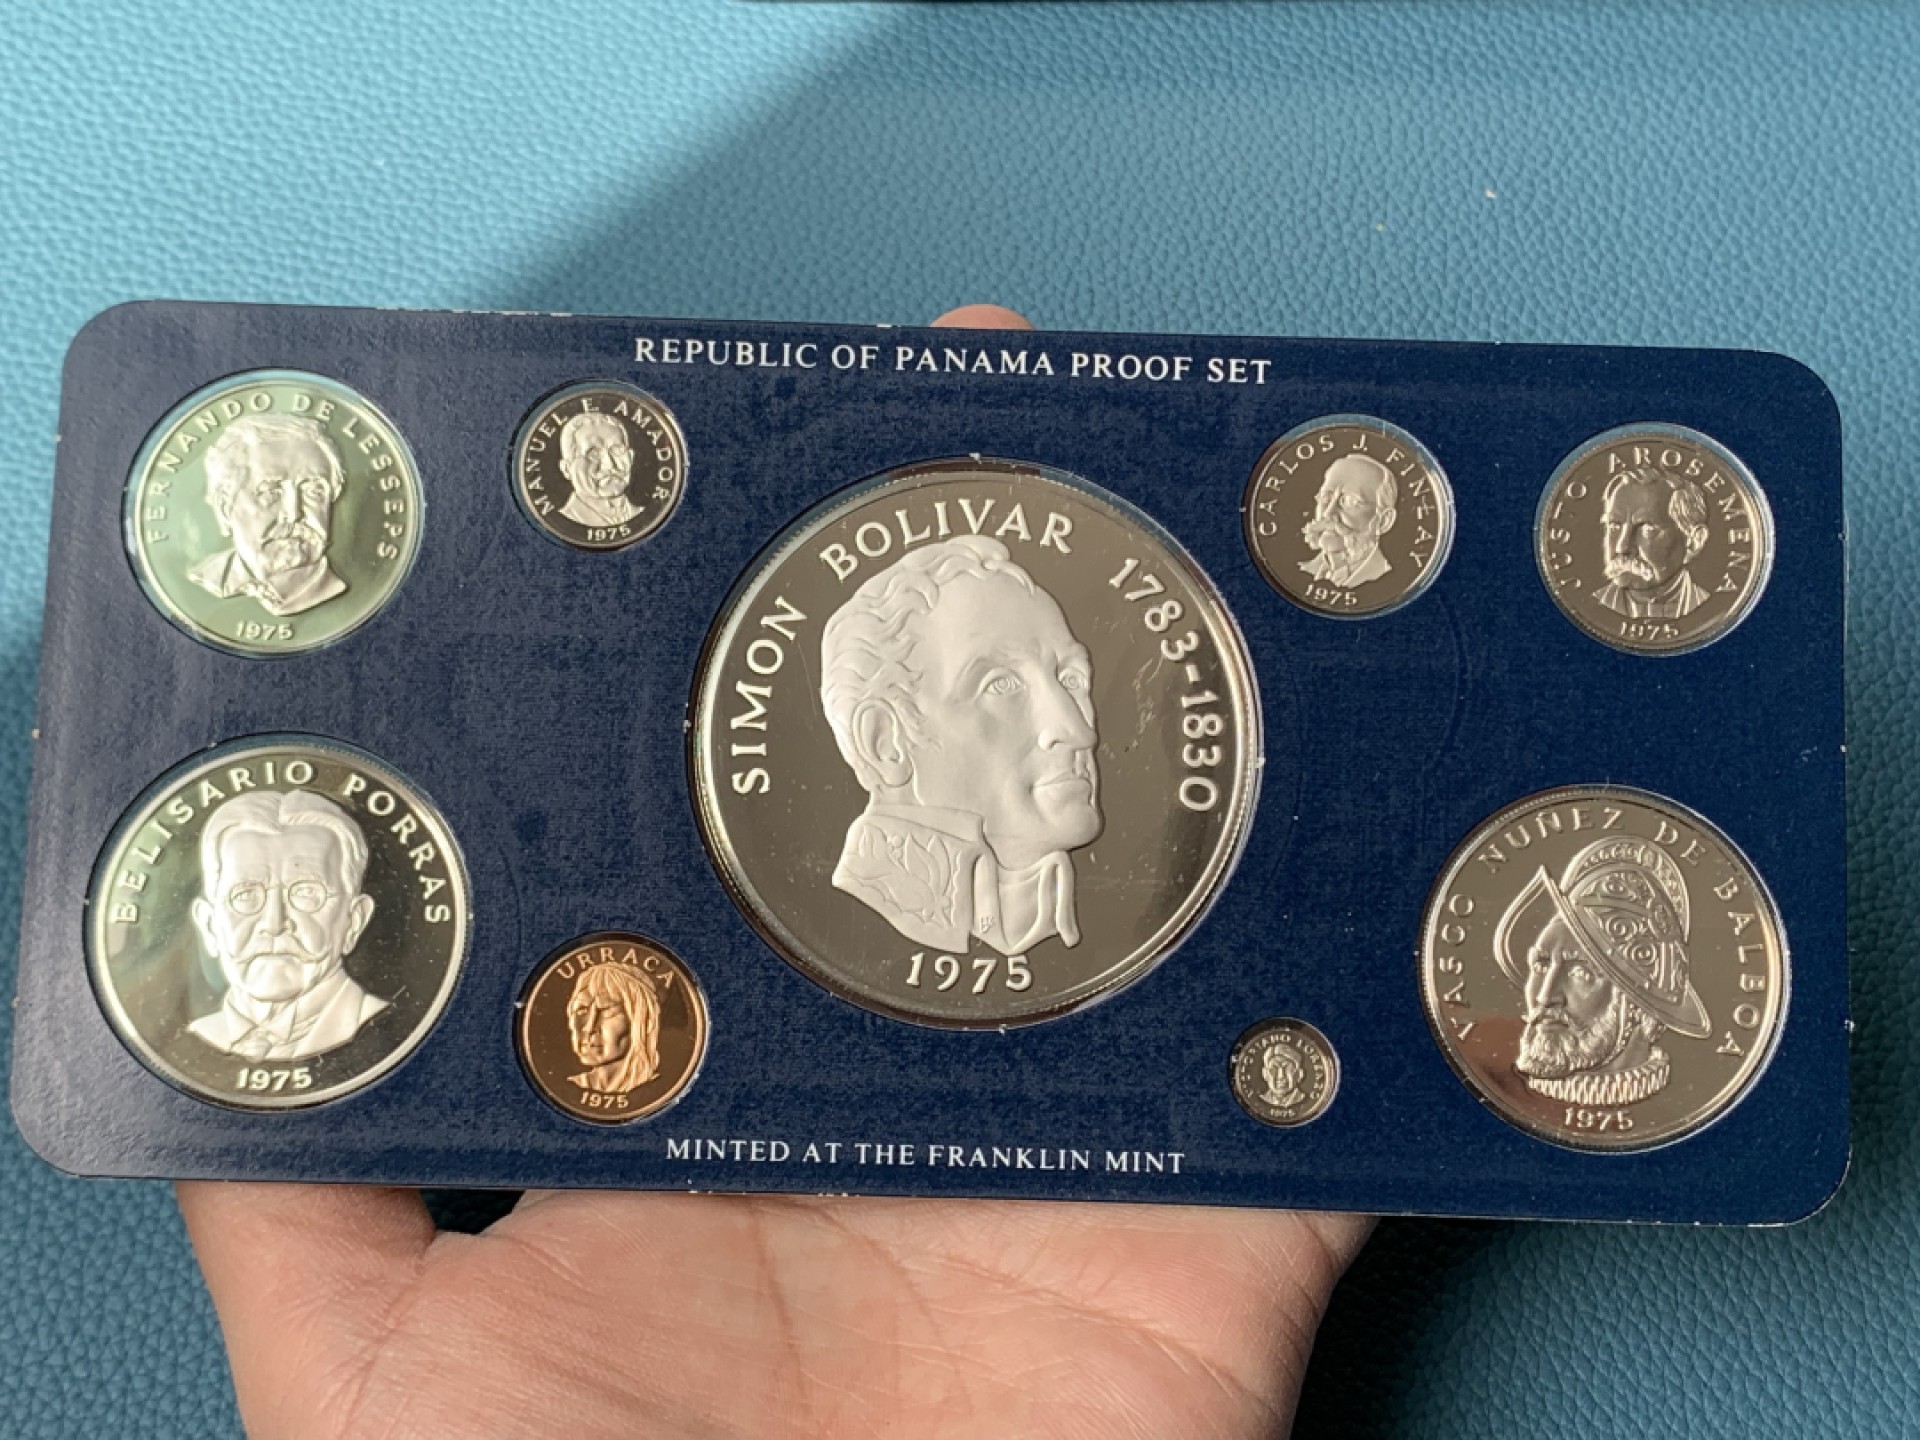 REPUBLIC OF PANAMA PROOF SET
FERNANDO DE LESSEPS
1975
MANUEL E. AMADOR
1975
SIMON BOLIVAR 1783-1830
1975
CARLOS J. FINLAY
1975
JUSTO AROSEMENA
1975
BELISARIO PORRAS
1975
URRACA
1975
VICTORIANO LORENZO
1975
VASCO NUÑEZ DE BALBOA
1975
MINTED AT THE FRANKLIN MINT